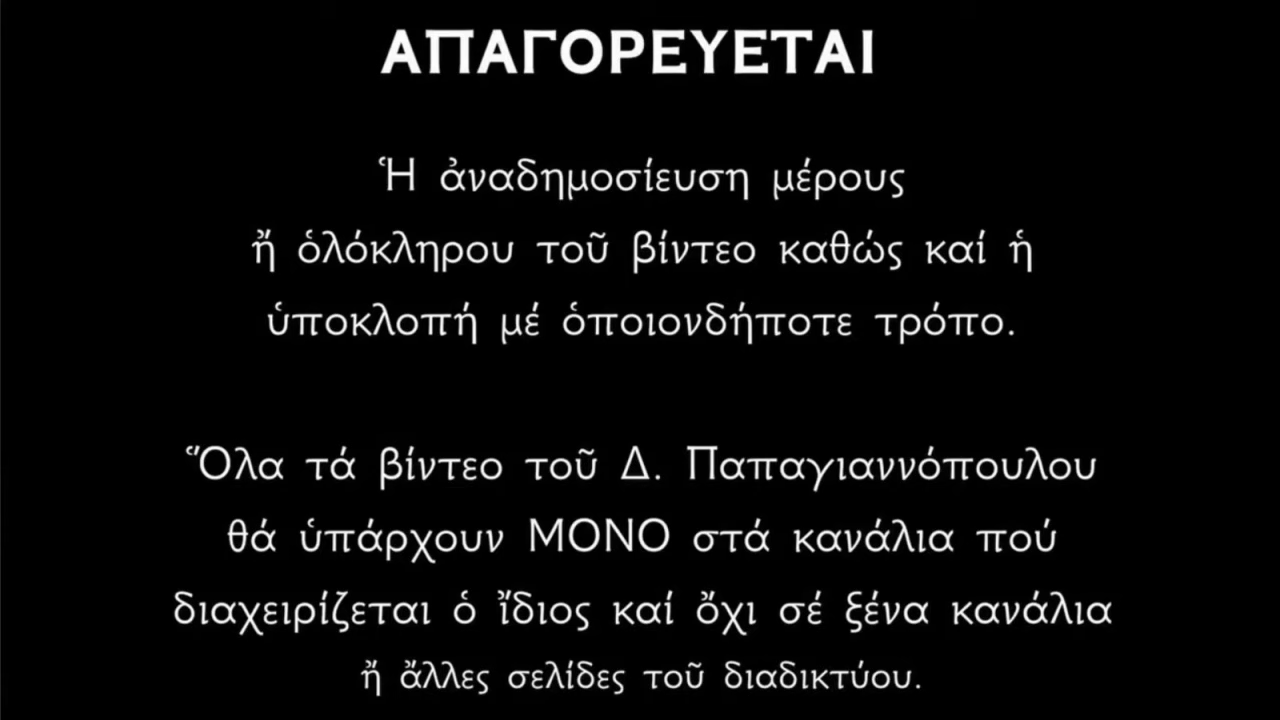 ΑΠΑΓΟΡΕΥΕΤΑΙ
Ἡ ἀναδημοσίευση μέρους
ἤ ὁλόκληρου τοῦ βίντεο καθώς καί ἡ
ὑποκλοπή μέ ὁποιονδήποτε τρόπο.
Ὅλα τά βίντεο τοῦ Δ. Παπαγιαννόπουλου
θά ὑπάρχουν ΜΟΝΟ στά κανάλια πού
διαχειρίζεται ὁ ἴδιος καί ὄχι σέ ξένα κανάλια
ἤ ἄλλες σελίδες τοῦ διαδικτύου.